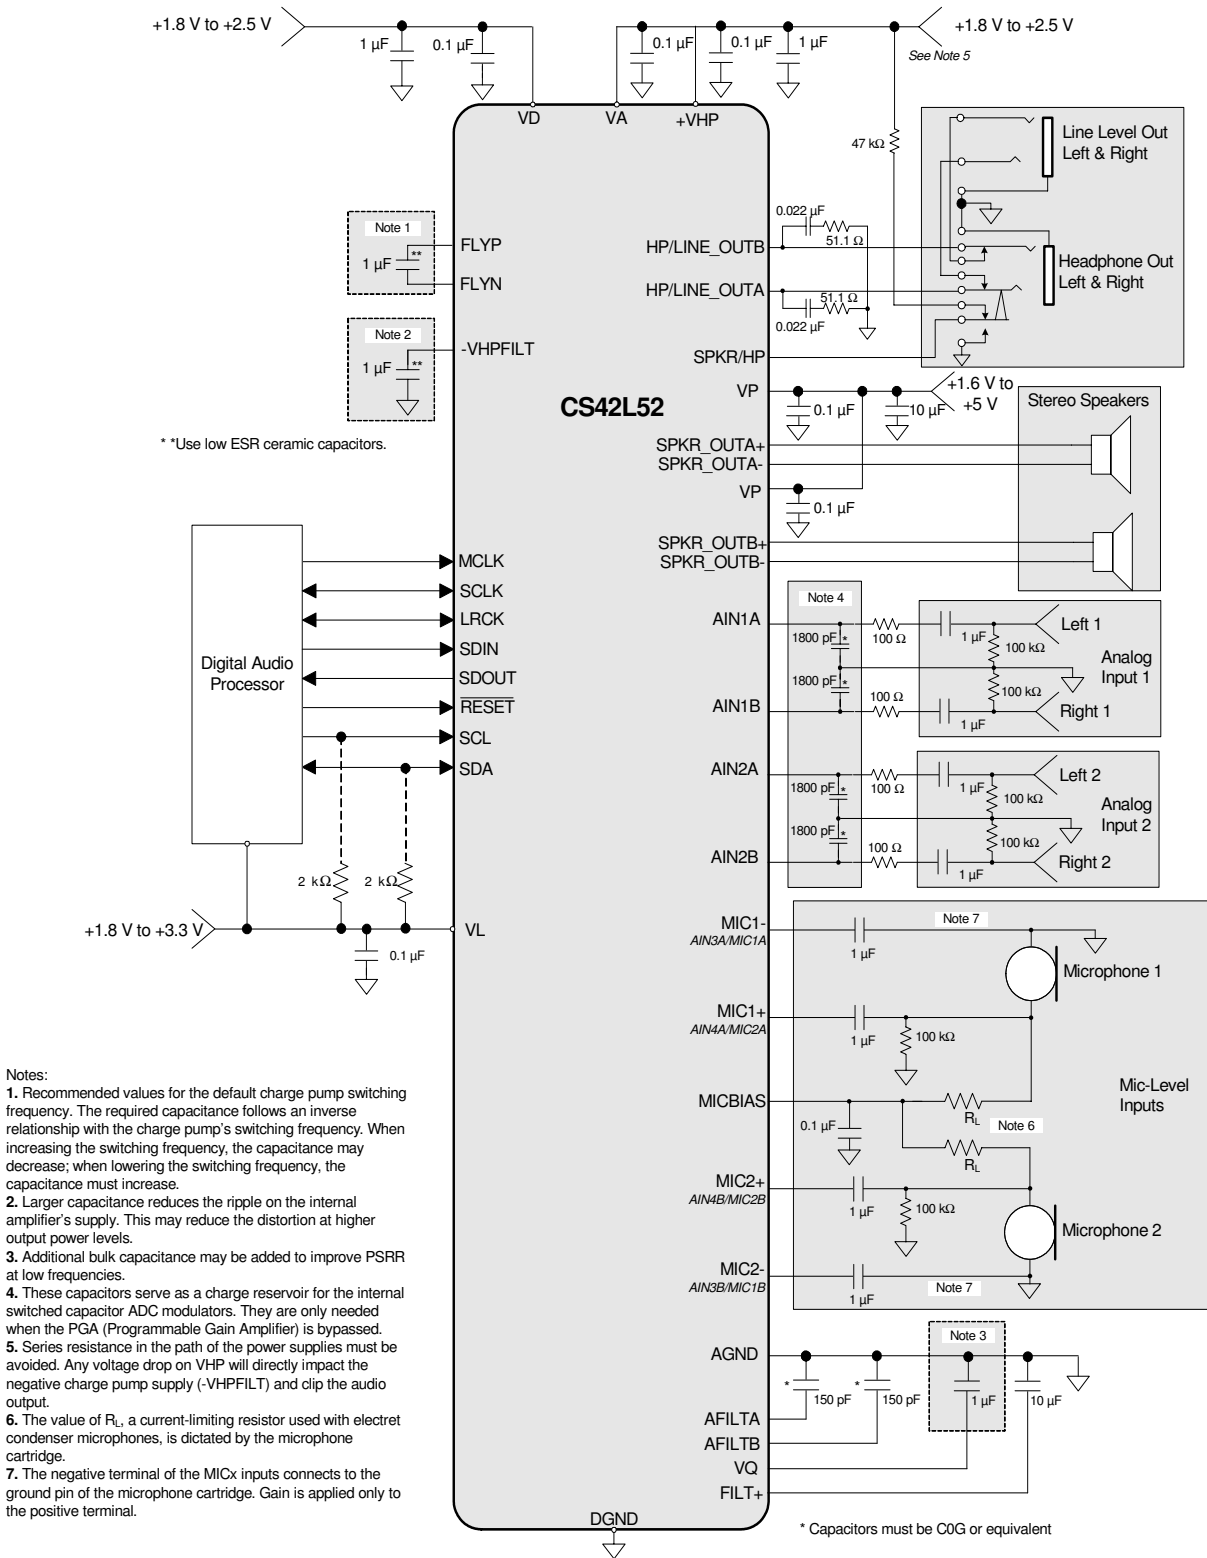 +1.8 V to +2.5 V
1 µF
0.1 µF
0.1 µF
0.1 µF
1 µF
+1.8 V to +2.5 V
See Note 5
VD
VA
+VHP
47 kΩ
Line Level Out
Left & Right
Note 1
1 µF
**
FLYP
FLYN
0.022 µF
51.1 Ω
HP/LINE_OUTB
HP/LINE_OUTA
51.1 Ω
0.022 µF
Headphone Out
Left & Right
Note 2
1 µF
**
-VHPFILT
SPKR/HP
CS42L52
VP
0.1 µF
10 µF
+1.6 V to
+5 V
Stereo Speakers
* *Use low ESR ceramic capacitors.
SPKR_OUTA+
SPKR_OUTA-
VP
0.1 µF
SPKR_OUTB+
SPKR_OUTB-
Digital Audio
Processor
MCLK
SCLK
LRCK
SDIN
SDOUT
RESET
SCL
SDA
Note 4
AIN1A
1800 pF
*
100 Ω
1 µF
Left 1
100 kΩ
Analog
Input 1
1800 pF
*
100 kΩ
AIN1B
100 Ω
1 µF
Right 1
AIN2A
1800 pF
*
100 Ω
1 µF
Left 2
100 kΩ
Analog
Input 2
1800 pF
*
100 kΩ
AIN2B
100 Ω
1 µF
Right 2
2 kΩ
2 kΩ
+1.8 V to +3.3 V
VL
0.1 µF
MIC1-
AIN3A/MIC1A
1 µF
Note 7
Microphone 1
MIC1+
AIN4A/MIC2A
1 µF
100 kΩ
MICBIAS
0.1 µF
RL
Note 6
RL
Mic-Level
Inputs
MIC2+
AIN4B/MIC2B
1 µF
100 kΩ
Microphone 2
MIC2-
AIN3B/MIC1B
1 µF
Note 7
AGND
Note 3
*
150 pF
*
150 pF
1 µF
10 µF
AFILTA
AFILTB
VQ
FILT+
DGND
* Capacitors must be C0G or equivalent
Notes:
1. Recommended values for the default charge pump switching
frequency. The required capacitance follows an inverse
relationship with the charge pump's switching frequency. When
increasing the switching frequency, the capacitance may
decrease; when lowering the switching frequency, the
capacitance must increase.
2. Larger capacitance reduces the ripple on the internal
amplifier's supply. This may reduce the distortion at higher
output power levels.
3. Additional bulk capacitance may be added to improve PSRR
at low frequencies.
4. These capacitors serve as a charge reservoir for the internal
switched capacitor ADC modulators. They are only needed
when the PGA (Programmable Gain Amplifier) is bypassed.
5. Series resistance in the path of the power supplies must be
avoided. Any voltage drop on VHP will directly impact the
negative charge pump supply (-VHPFILT) and clip the audio
output.
6. The value of RL, a current-limiting resistor used with electret
condenser microphones, is dictated by the microphone
cartridge.
7. The negative terminal of the MICx inputs connects to the
ground pin of the microphone cartridge. Gain is applied only to
the positive terminal.